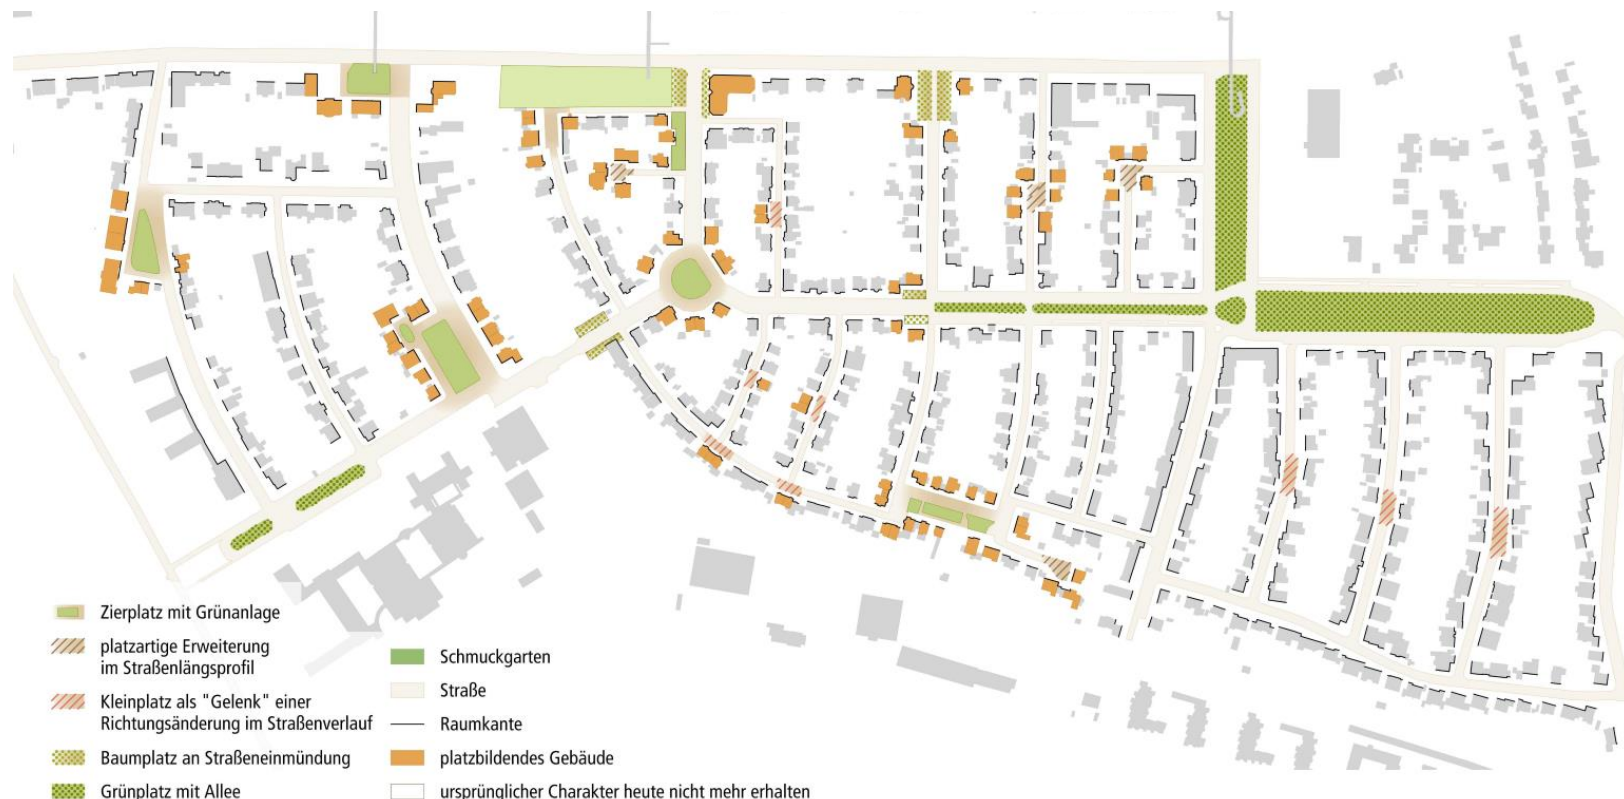 Zierplatz mit Grünanlage
platzartige Erweiterung
im Straßenlängsprofil
Kleinplatz als "Gelenk" einer
Richtungsänderung im Straßenverlauf
Baumplatz an Straßeneinmündung
Grünplatz mit Allee
Schmuckgarten
Straße
Raumkante
platzbildendes Gebäude
ursprünglicher Charakter heute nicht mehr erhalten